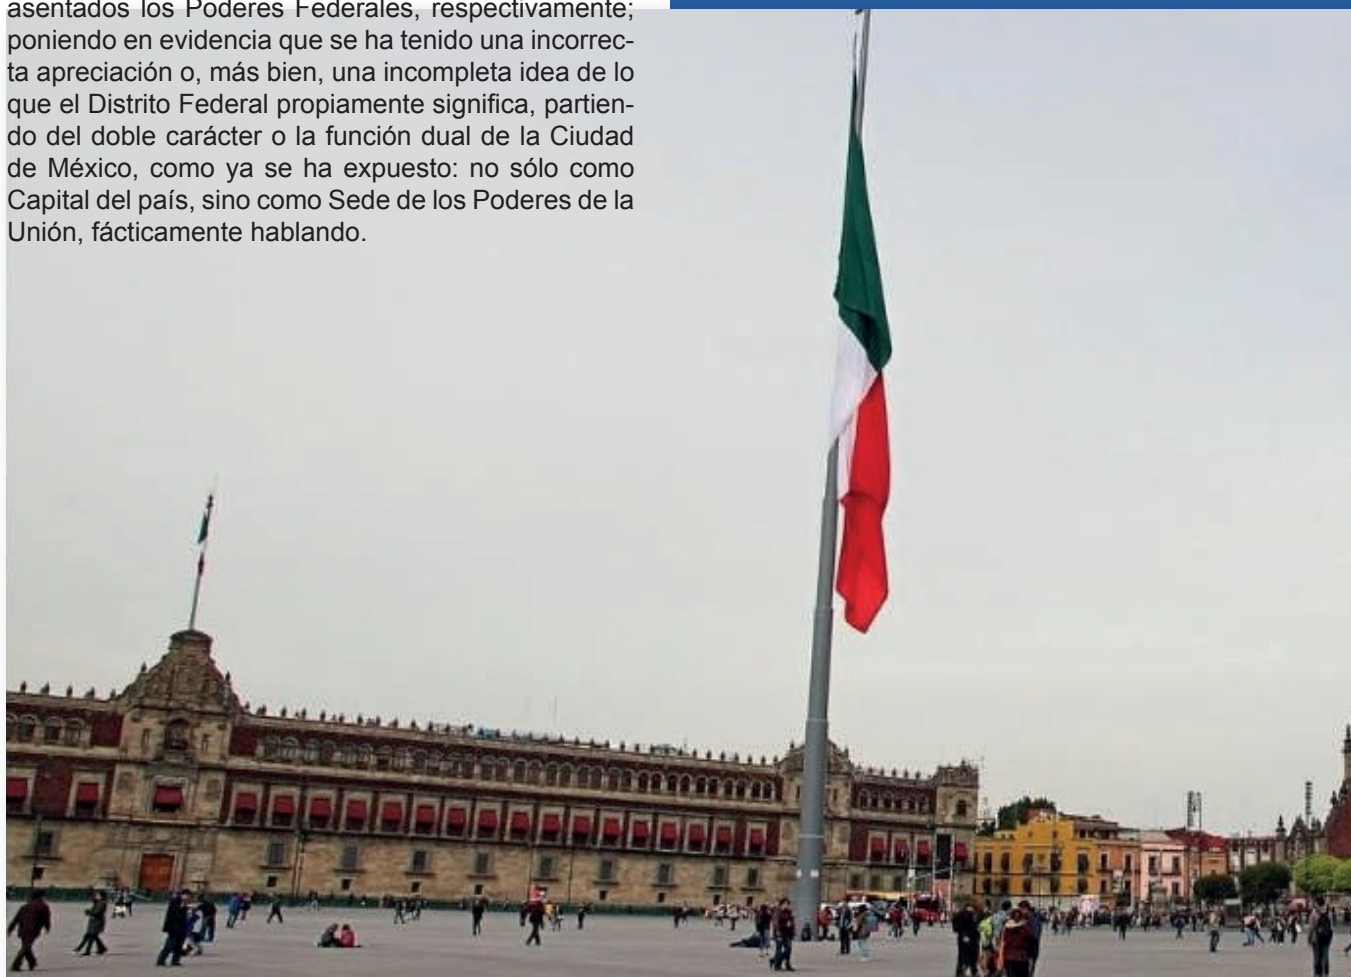 asentados los Poderes Federales, respectivamente;
poniendo en evidencia que se ha tenido una incorrec-
ta apreciación o, más bien, una incompleta idea de lo
que el Distrito Federal propiamente significa, partien-
do del doble carácter o la función dual de la Ciudad
de México, como ya se ha expuesto: no sólo como
Capital del país, sino como Sede de los Poderes de la
Unión, fácticamente hablando.